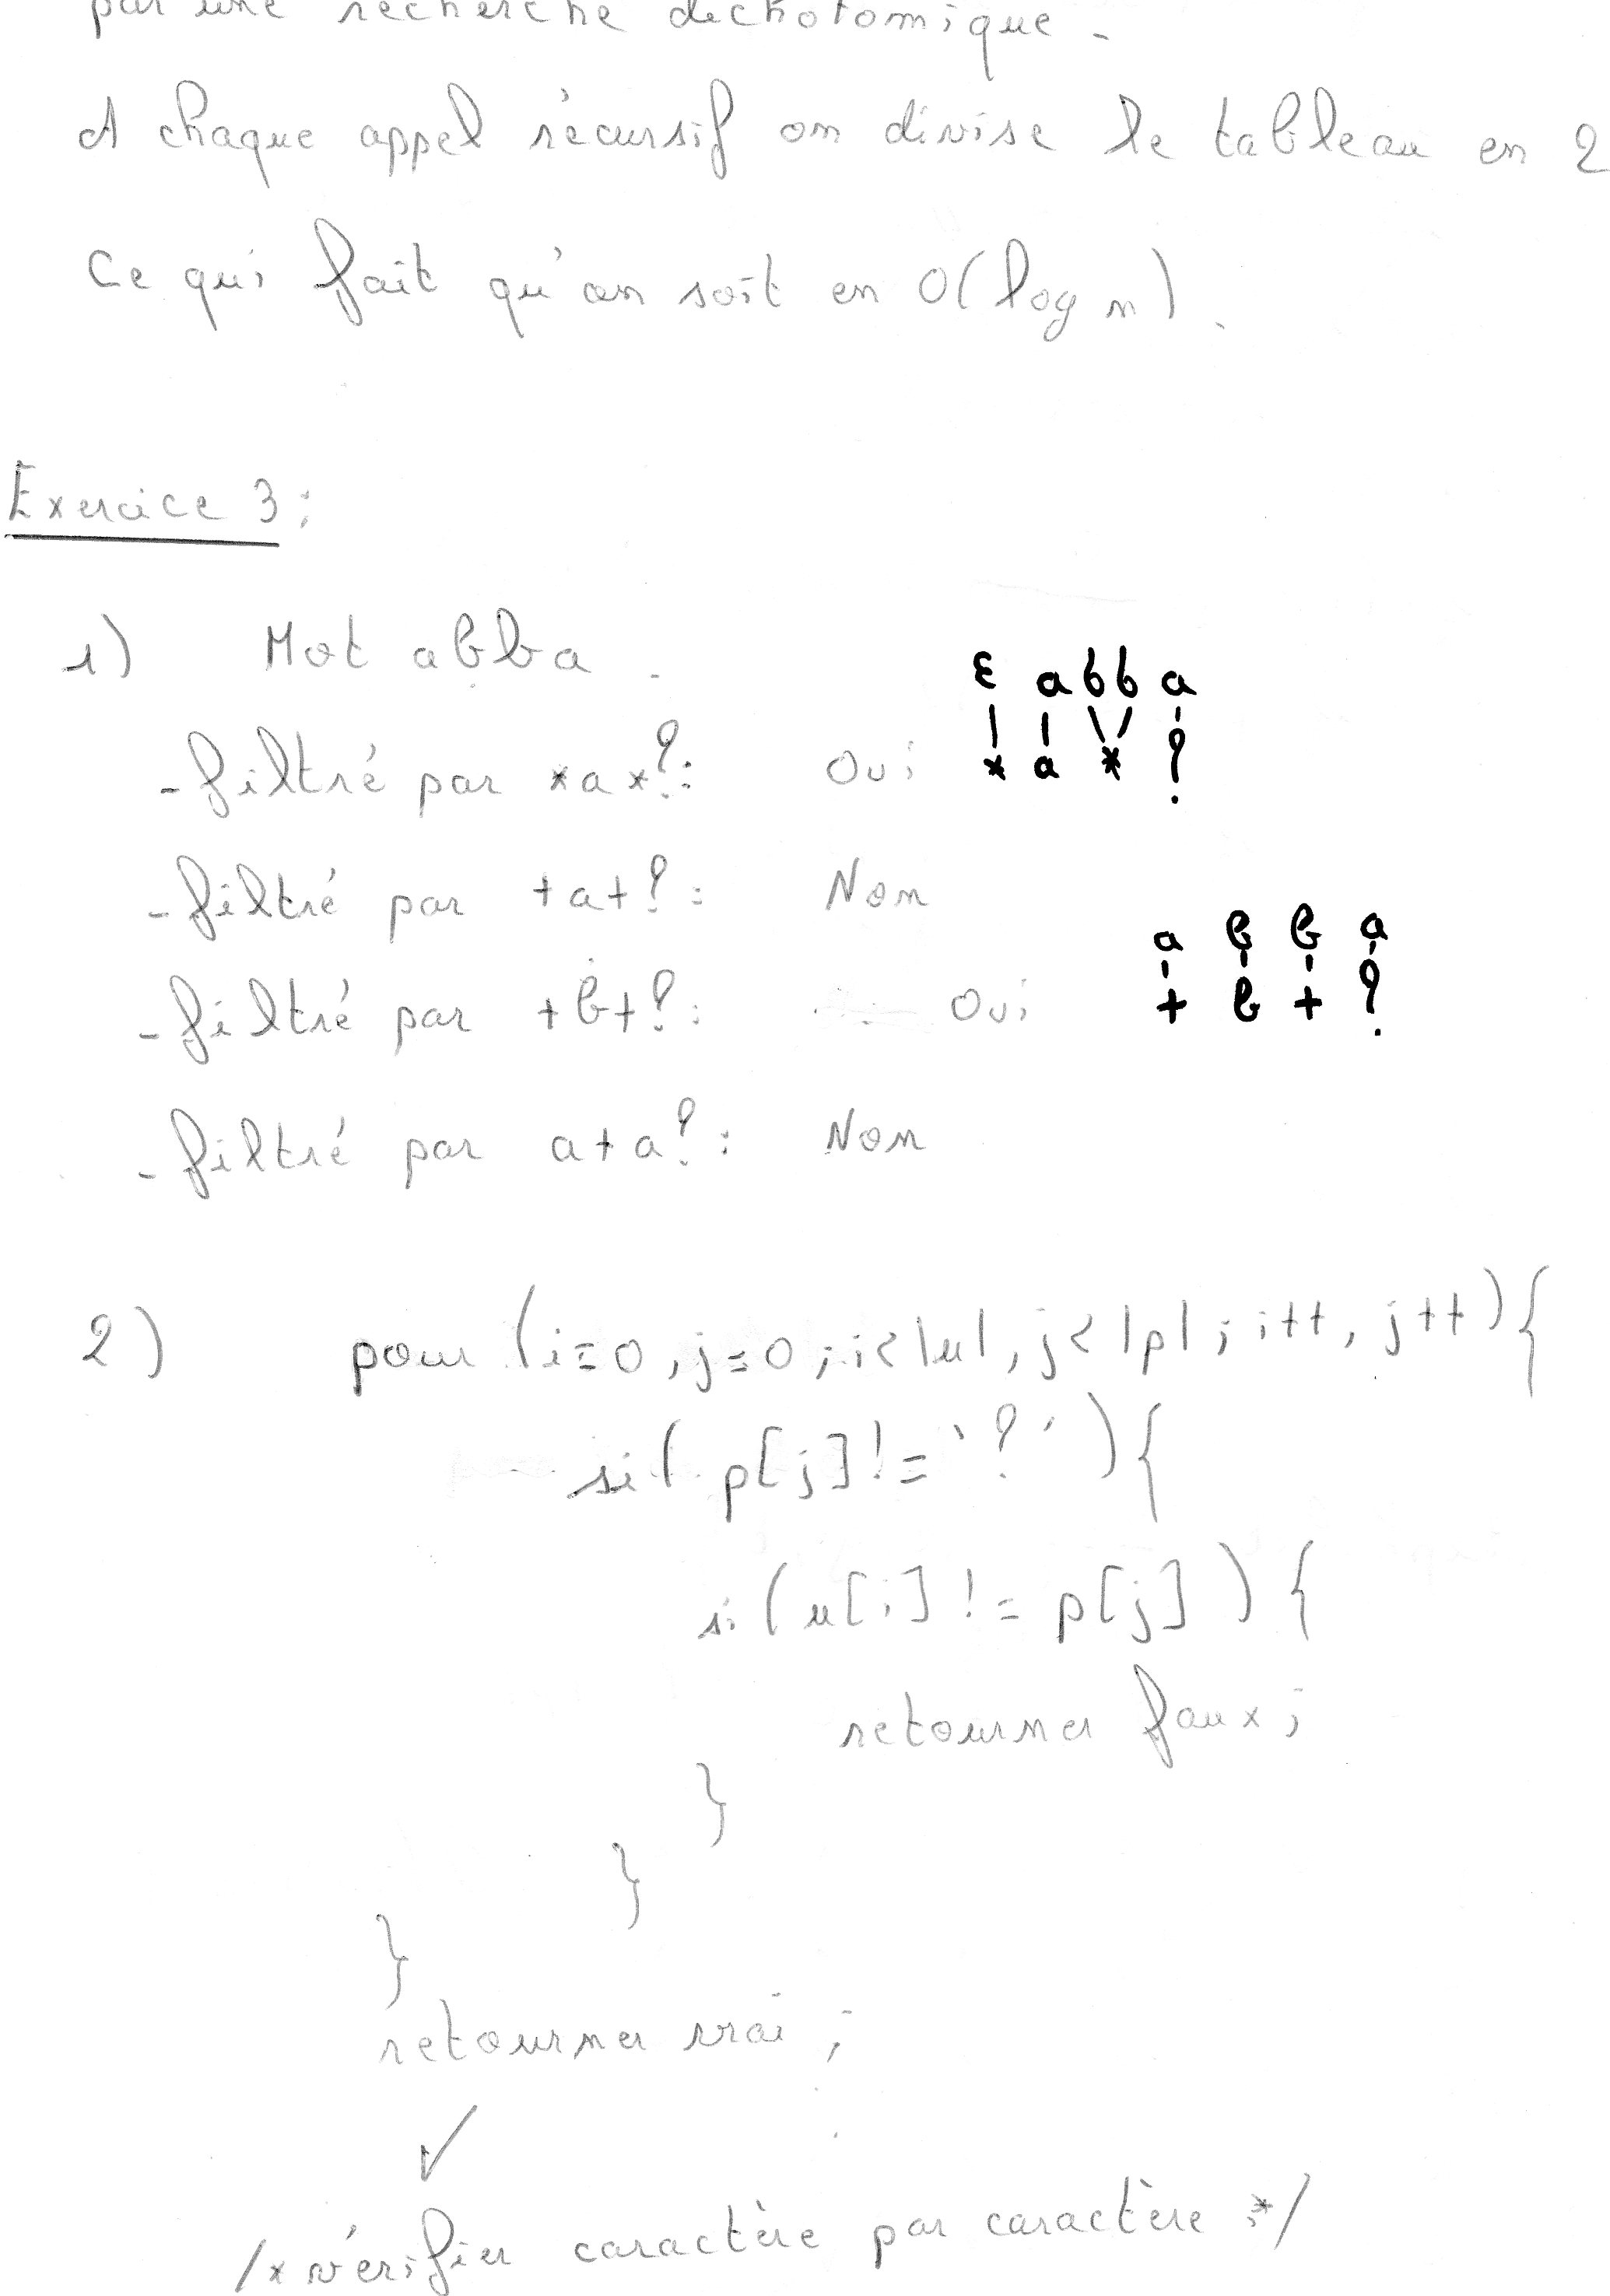 par une recherche dichotomique.
A chaque appel récursif on divise le tableau en 2
Ce qui fait qu'on soit en O(log n).
Exercice 3:
1) Mot abba.
ε a b b a
- filtré par *a*?: Oui * a * ?
- filtré par +a+?: Non
a b b a
- filtré par +b+?: Oui + b + ?
- filtré par a+a?: Non
2) pour (i=0, j=0; i<|u|, j<|p|; i++, j++){
si( p[j]!='?' ){
si(u[i] != p[j] ) {
retourner faux;
}
}
}
retourner vrai;
✓
/* vérifier caractère par caractère */